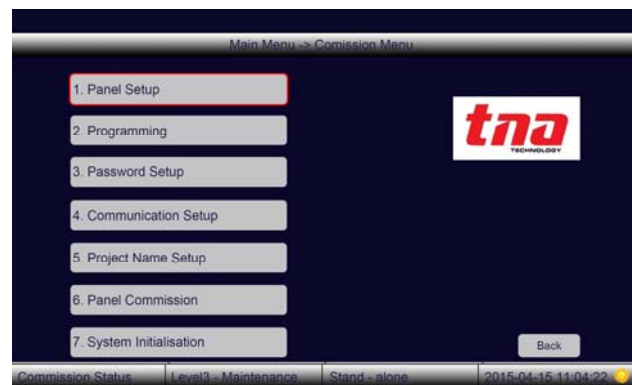 Main Menu -> Comission Menu
1. Panel Setup
2. Programming
3. Password Setup
4. Communication Setup
5. Project Name Setup
6. Panel Commission
7. System Initialisation
tna
TECHNOLOGY
Back
Commission Status Level3 - Maintenance Stand - alone 2015-04-15 11:04:22